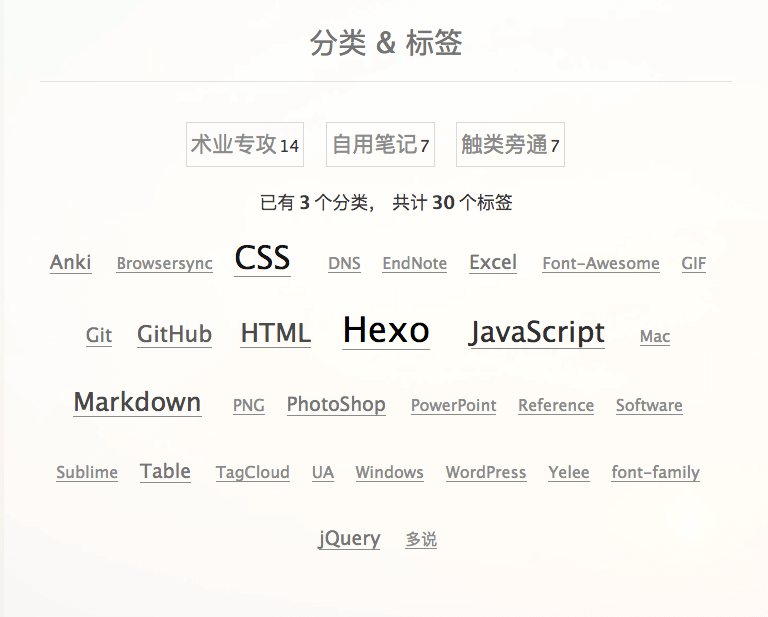 分类 & 标签
术业专攻14 自用笔记7 触类旁通7
已有 3 个分类， 共计 30 个标签
Anki Browsersync CSS DNS EndNote Excel Font-Awesome GIF
Git GitHub HTML Hexo JavaScript Mac
Markdown PNG PhotoShop PowerPoint Reference Software
Sublime Table TagCloud UA Windows WordPress Yelee font-family
jQuery 多说